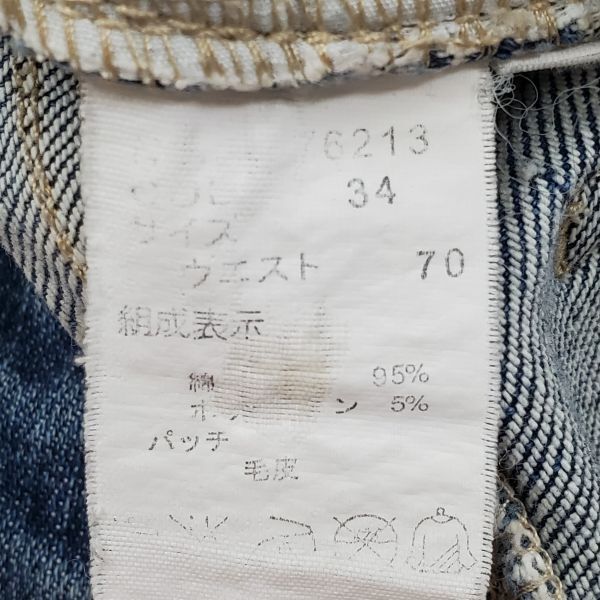 76213
34
サイズ
ウエスト 70
組成表示
綿 95%
5%
パッチ
毛皮